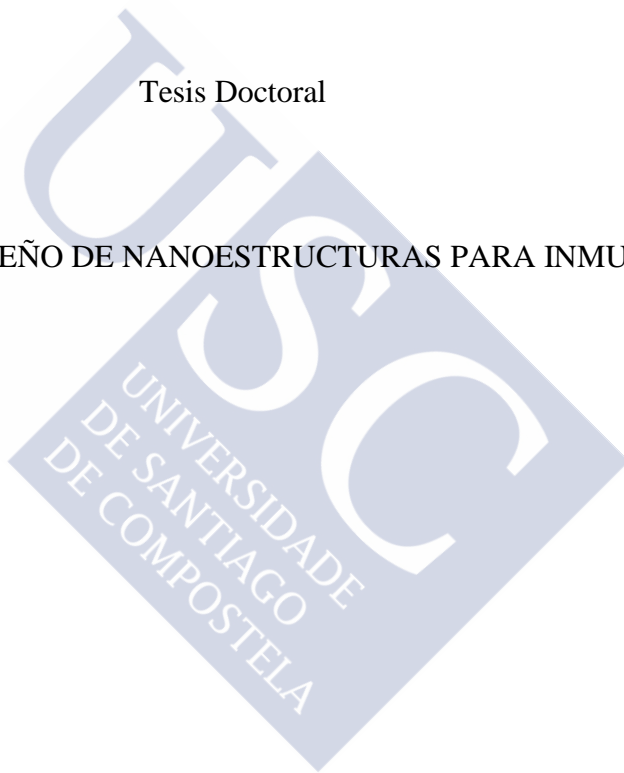 Tesis Doctoral
EÑO DE NANOESTRUCTURAS PARA INMU
USC
UNIVERSIDADE
DE SANTIAGO
DE COMPOSTELA